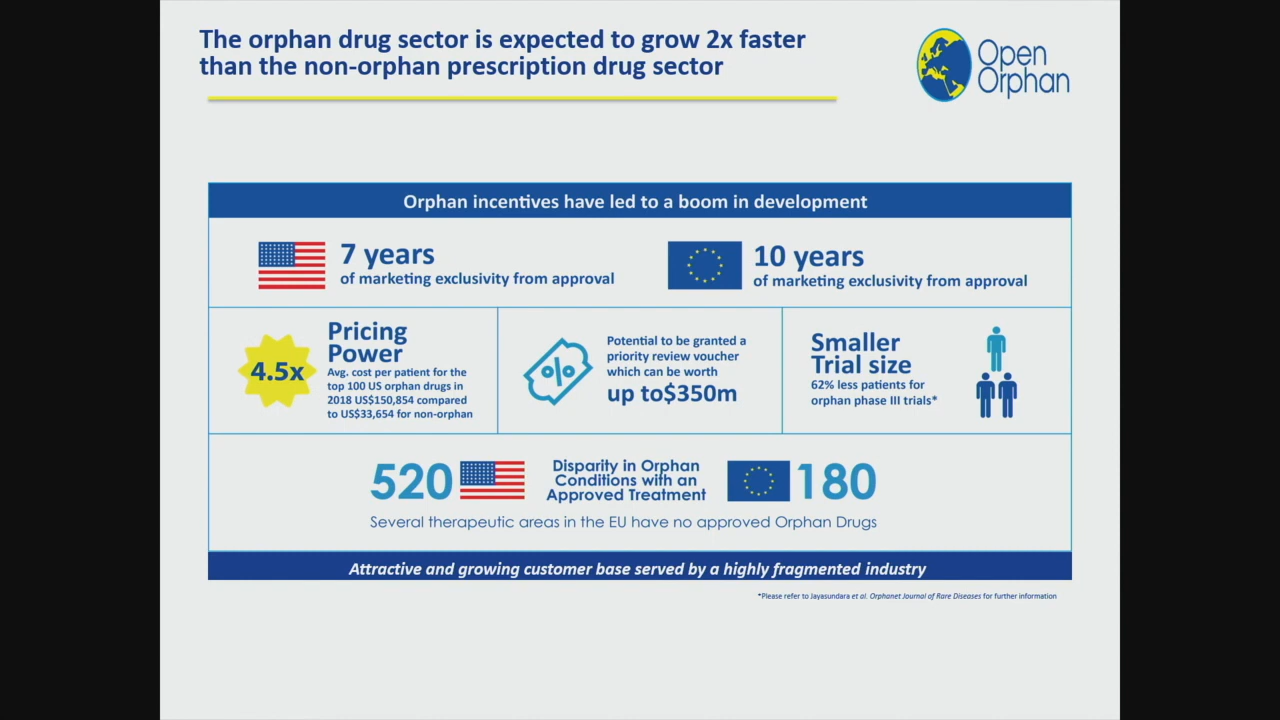 The orphan drug sector is expected to grow 2x faster
than the non-orphan prescription drug sector
Open
Orphan
Orphan incentives have led to a boom in development
7 years
of marketing exclusivity from approval
10 years
of marketing exclusivity from approval
4.5x
Pricing
Power
Avg. cost per patient for the
top 100 US orphan drugs in
2018 US$150,854 compared
to US$33,654 for non-orphan
%
Potential to be granted a
priority review voucher
which can be worth
up to$350m
Smaller
Trial size
62% less patients for
orphan phase III trials*
520
Disparity in Orphan
Conditions with an
Approved Treatment
180
Several therapeutic areas in the EU have no approved Orphan Drugs
Attractive and growing customer base served by a highly fragmented industry
*Please refer to Jayasundara et al. Orphanet Journal of Rare Diseases for further information